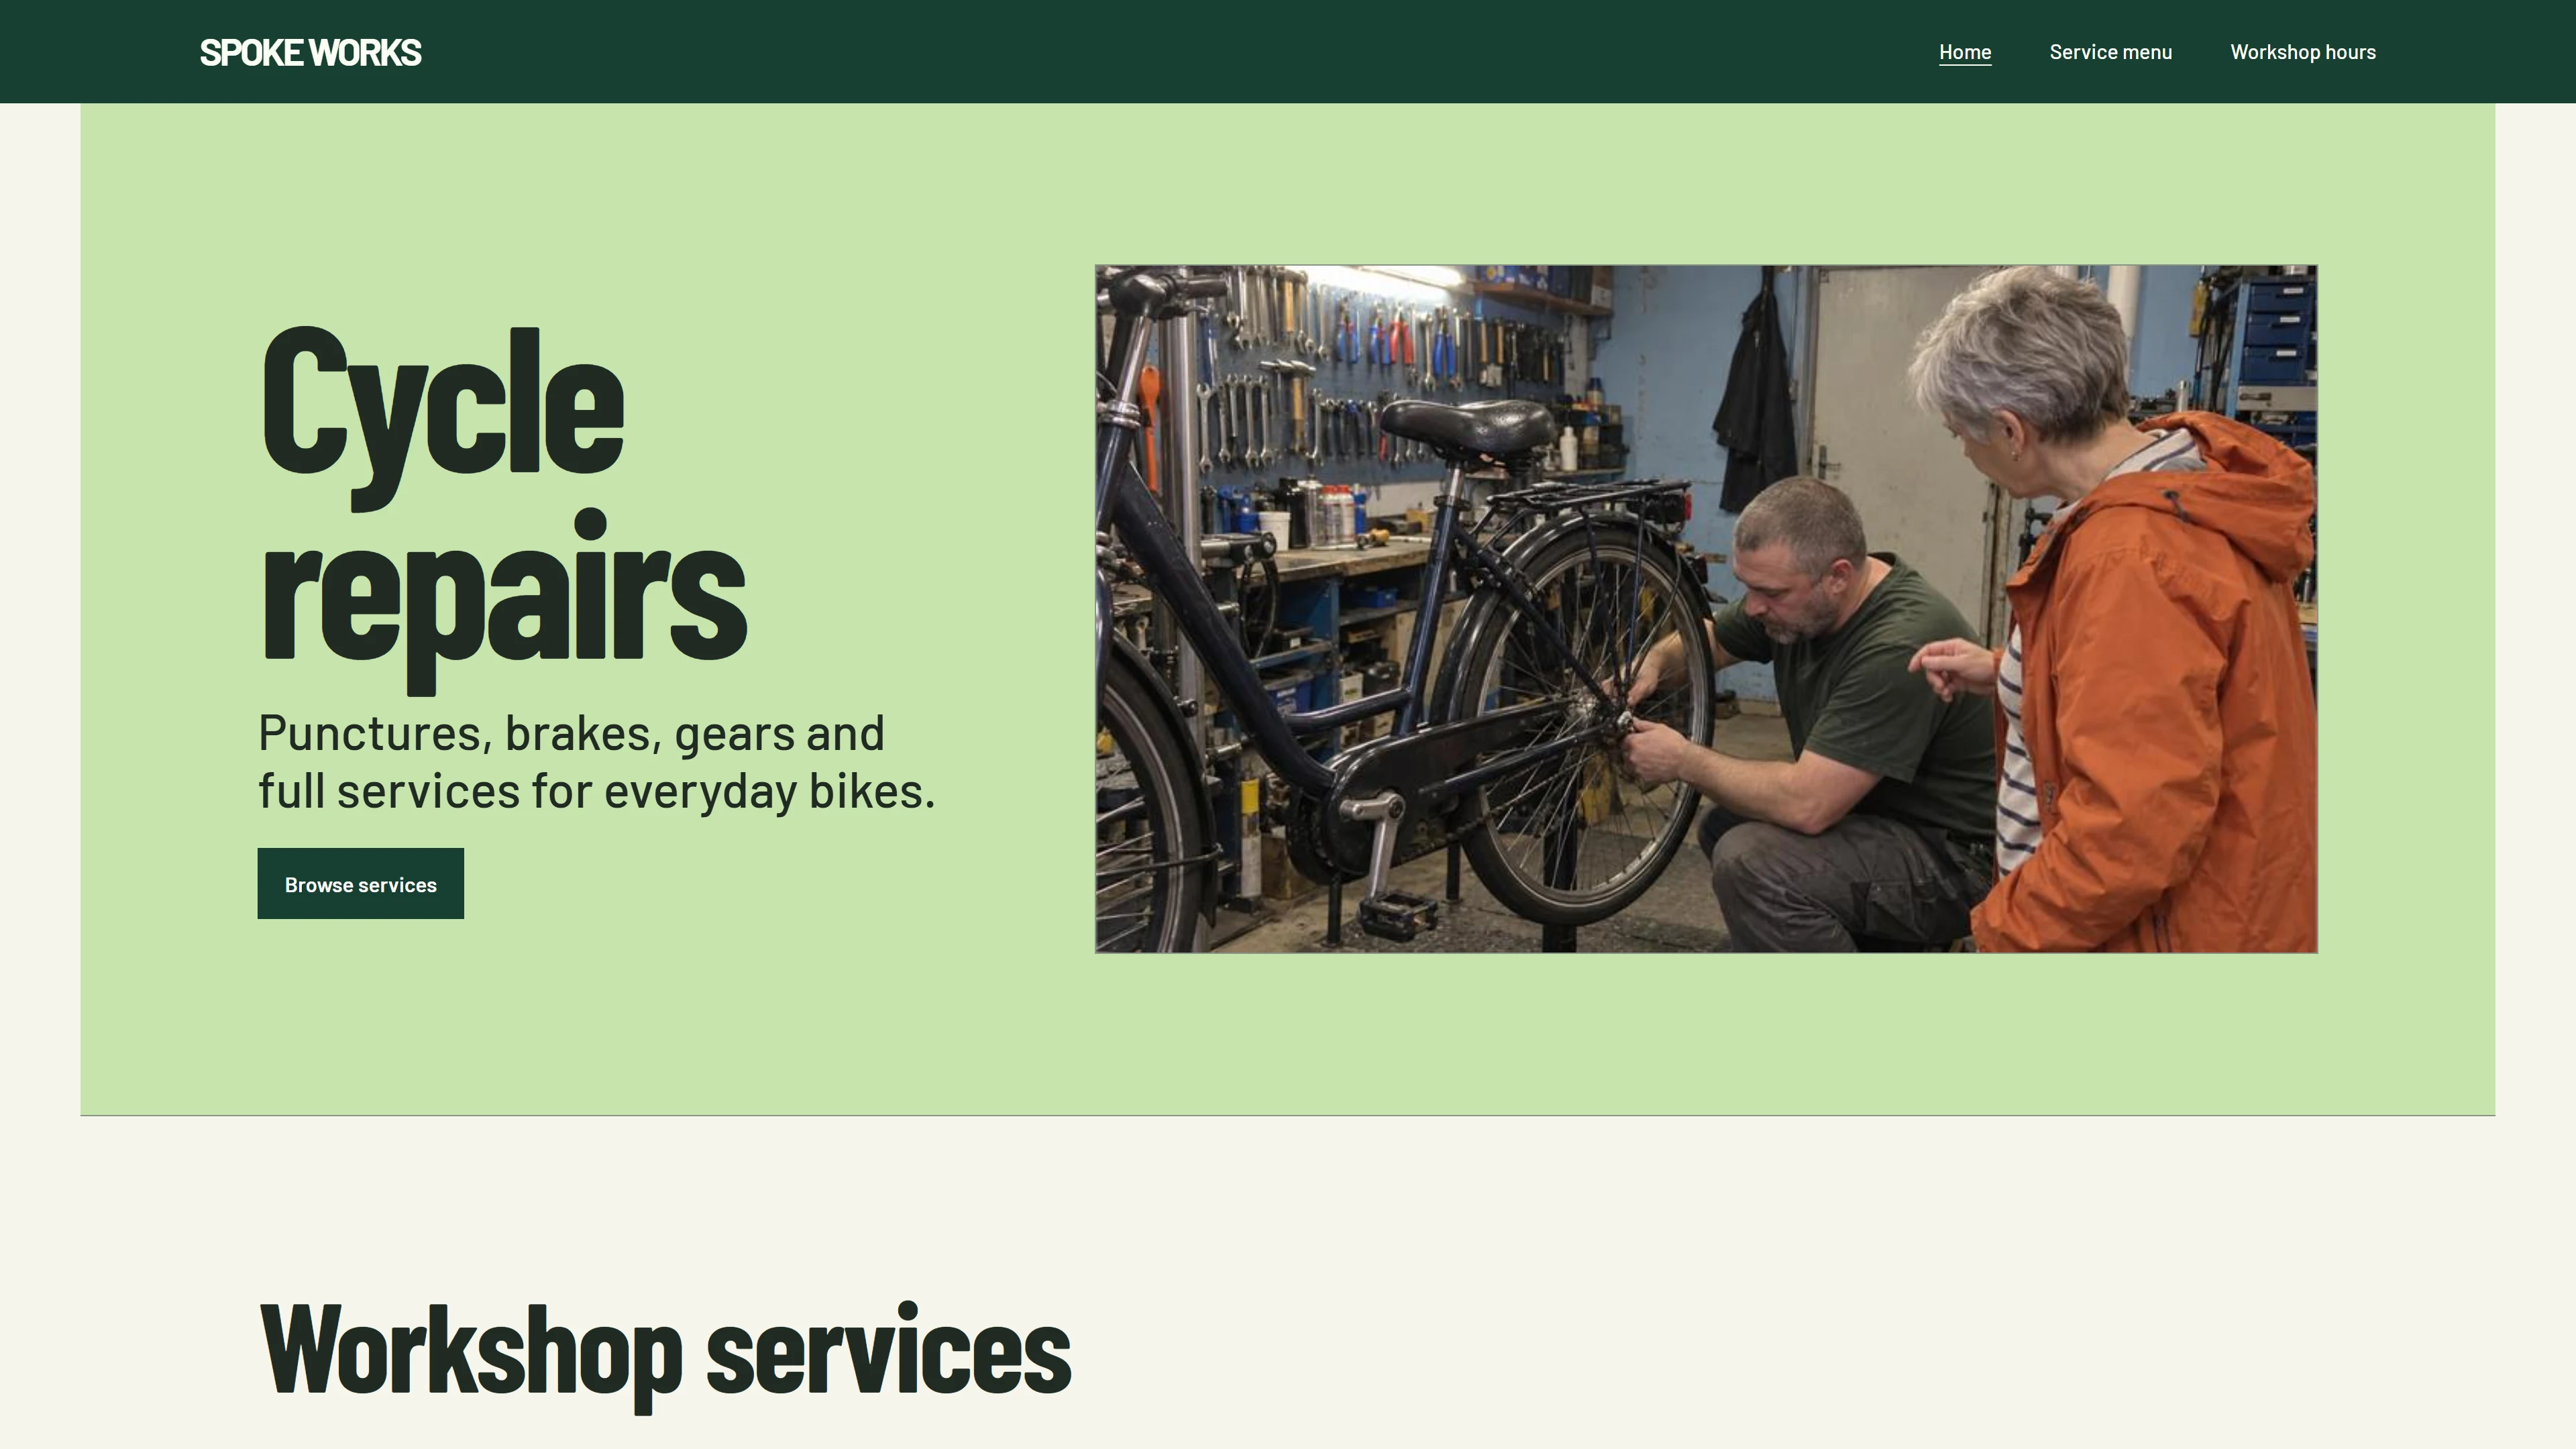 SPOKE WORKS
Home
Service menu
Workshop hours
Cycle
repairs
Punctures, brakes, gears and
full services for everyday bikes.
Browse services
Workshop services